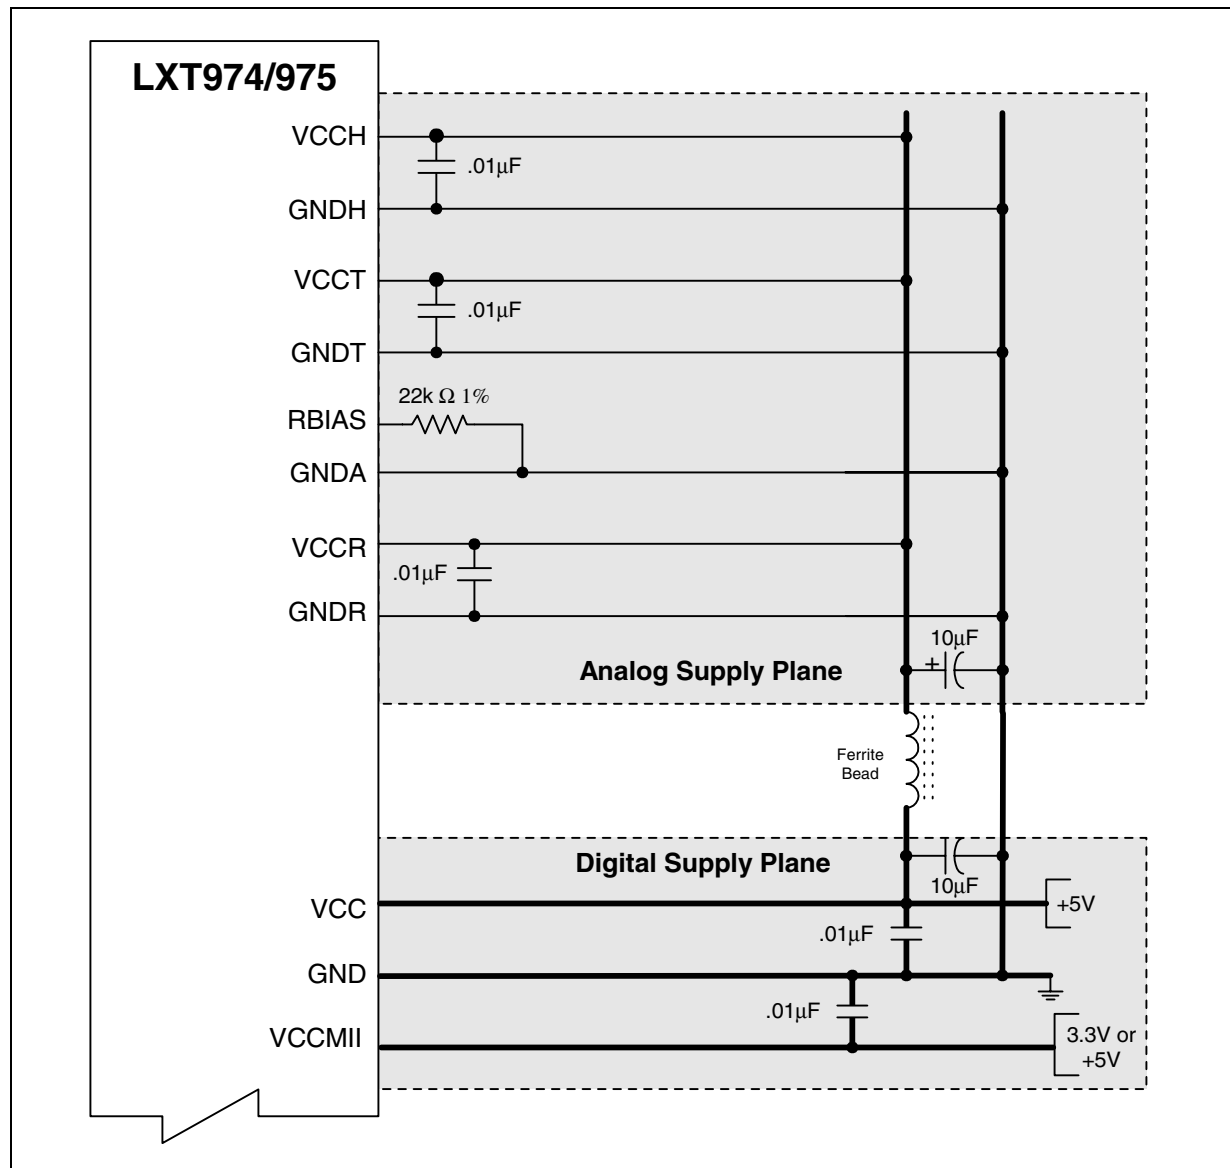 LXT974/975
VCCH
.01µF
GNDH
VCCT
.01µF
GNDT
22k Ω 1%
RBIAS
GNDA
VCCR
.01µF
GNDR
10µF
+
Analog Supply Plane
Ferrite
Bead
Digital Supply Plane
10µF
VCC
+5V
.01µF
GND
.01µF
VCCMII
3.3V or
+5V